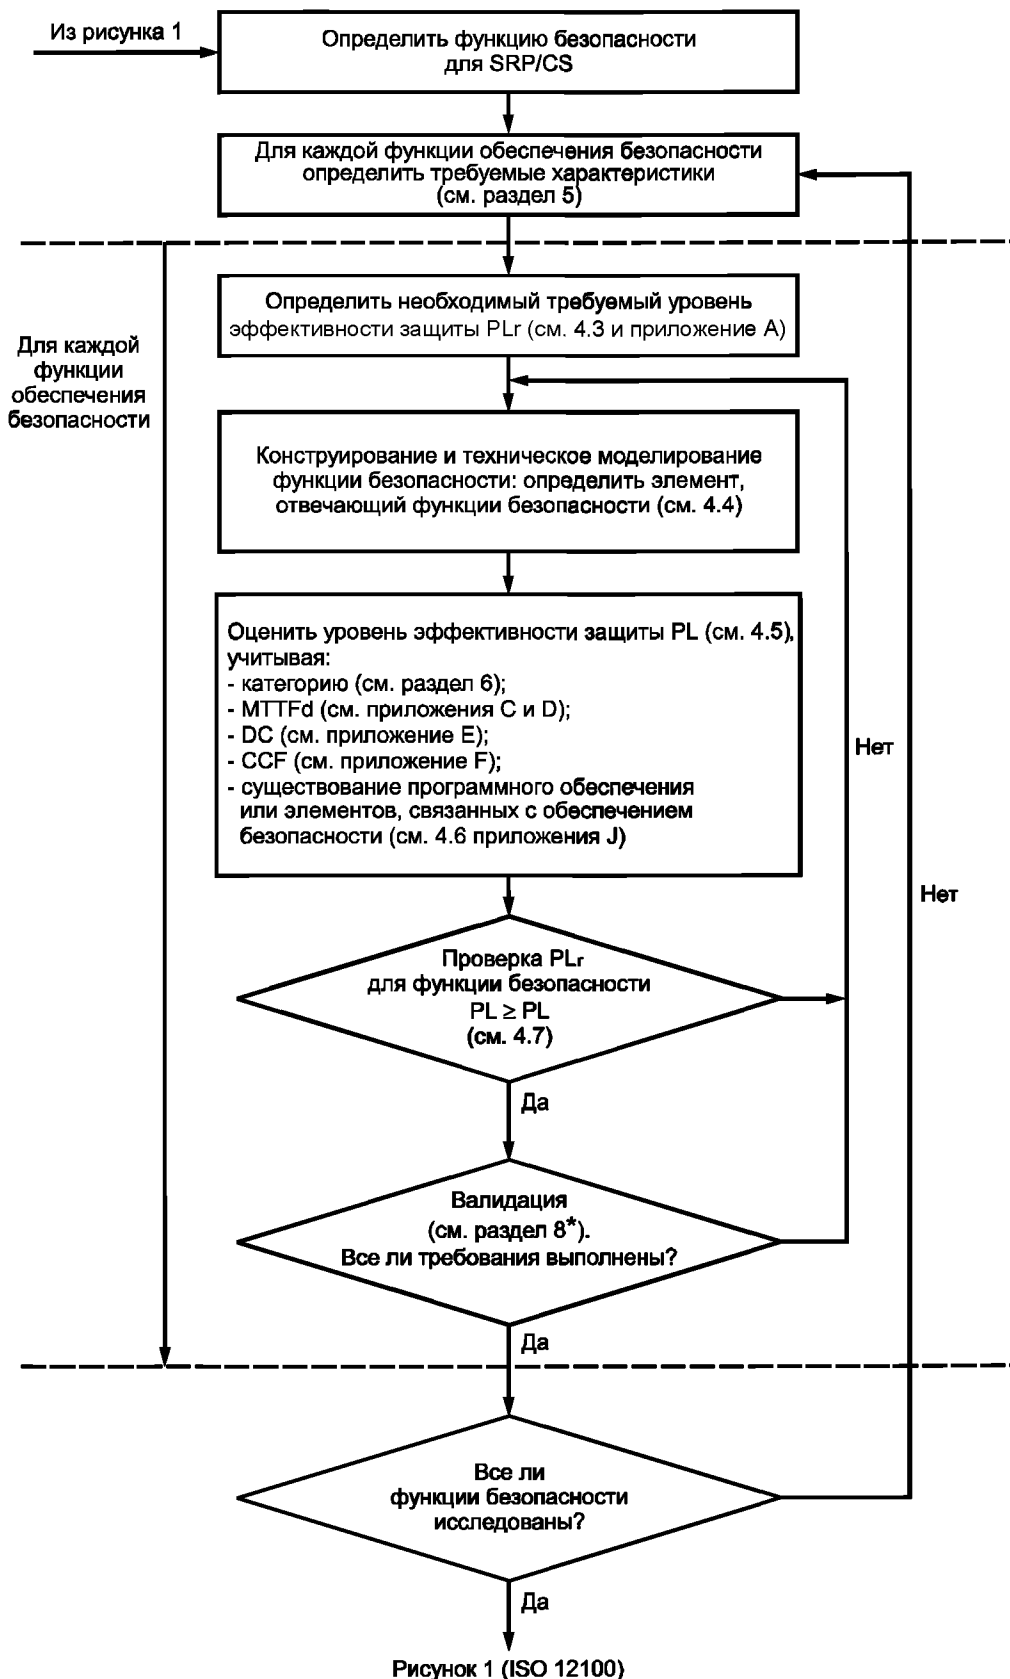 Из рисунка 1
Определить функцию безопасности
для SRP/CS
Для каждой функции обеспечения безопасности
определить требуемые характеристики
(см. раздел 5)
Определить необходимый требуемый уровень
эффективности защиты PLr (см. 4.3 и приложение А)
Для каждой
функции
обеспечения
безопасности
Конструирование и техническое моделирование
функции безопасности: определить элемент,
отвечающий функции безопасности (см. 4.4)
Оценить уровень эффективности защиты PL (см. 4.5),
учитывая:
- категорию (см. раздел 6);
- MTTFd (см. приложения C и D);
- DC (см. приложение E);
- CCF (см. приложение F);
- существование программного обеспечения
или элементов, связанных с обеспечением
безопасности (см. 4.6 приложения J)
Нет
Нет
Проверка PLr
для функции безопасности
PL ≥ PL
(см. 4.7)
Да
Валидация
(см. раздел 8*).
Все ли требования выполнены?
Да
Все ли
функции безопасности
исследованы?
Да
Рисунок 1 (ISO 12100)